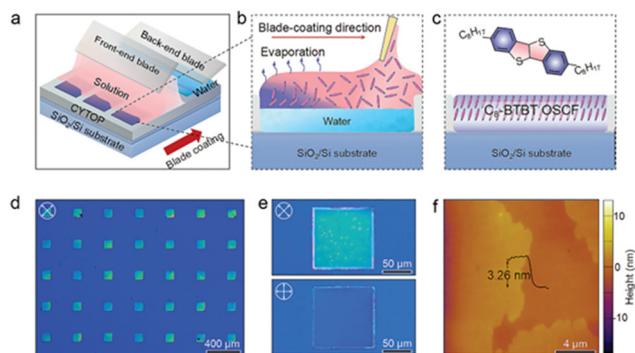 a
Front-end blade
Back-end blade
Solution
Water
CYTOP
SiO₂/Si substrate
Blade coating
b
Blade-coating direction
Evaporation
Water
SiO₂/Si substrate
c
C₈H₁₇
S
S
C₈H₁₇
C₈-BTBT OSCF
SiO₂/Si substrate
d
400 μm
e
50 μm
50 μm
f
3.26 nm
4 μm
10
0
-10
Height (nm)